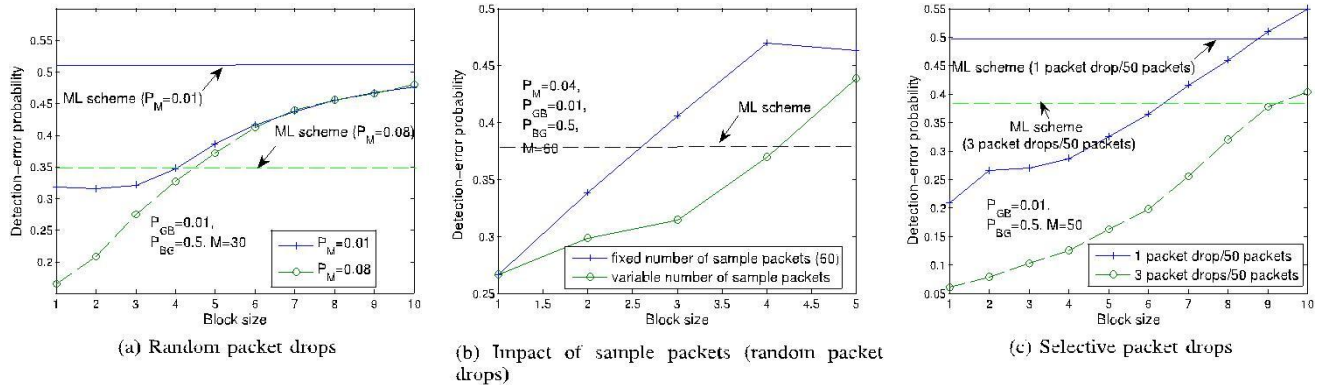 0.55
0.5
0.45
0.4
0.35
0.3
0.25
0.2
Detection-error probability
ML scheme (P_M=0.01)
ML scheme (P_M=0.08)
P_GB=0.01,
P_BG=0.5. M=30
P_M=0.01
P_M=0.08
1 2 3 4 5 6 7 8 9 10
Block size
(a) Random packet drops
0.5
0.45
0.4
0.35
0.3
0.25
Detection-error probability
P_M=0.04,
P_GB=0.01,
P_BG=0.5,
M=60
ML scheme
fixed number of sample packets (60)
variable number of sample packets
1 1.5 2 2.5 3 3.5 4 4.5 5
Block size
(b) Impact of sample packets (random packet
drops)
0.55
0.5
0.45
0.4
0.35
0.3
0.25
0.2
0.15
0.1
0.05
Detection-error probability
ML scheme (1 packet drop/50 packets)
ML scheme
(3 packet drops/50 packets)
P_GB=0.01.
P_BG=0.5. M=50
1 packet drop/50 packets
3 packet drops/50 packets
1 2 3 4 5 6 7 8 9 10
Block size
(c) Selective packet drops